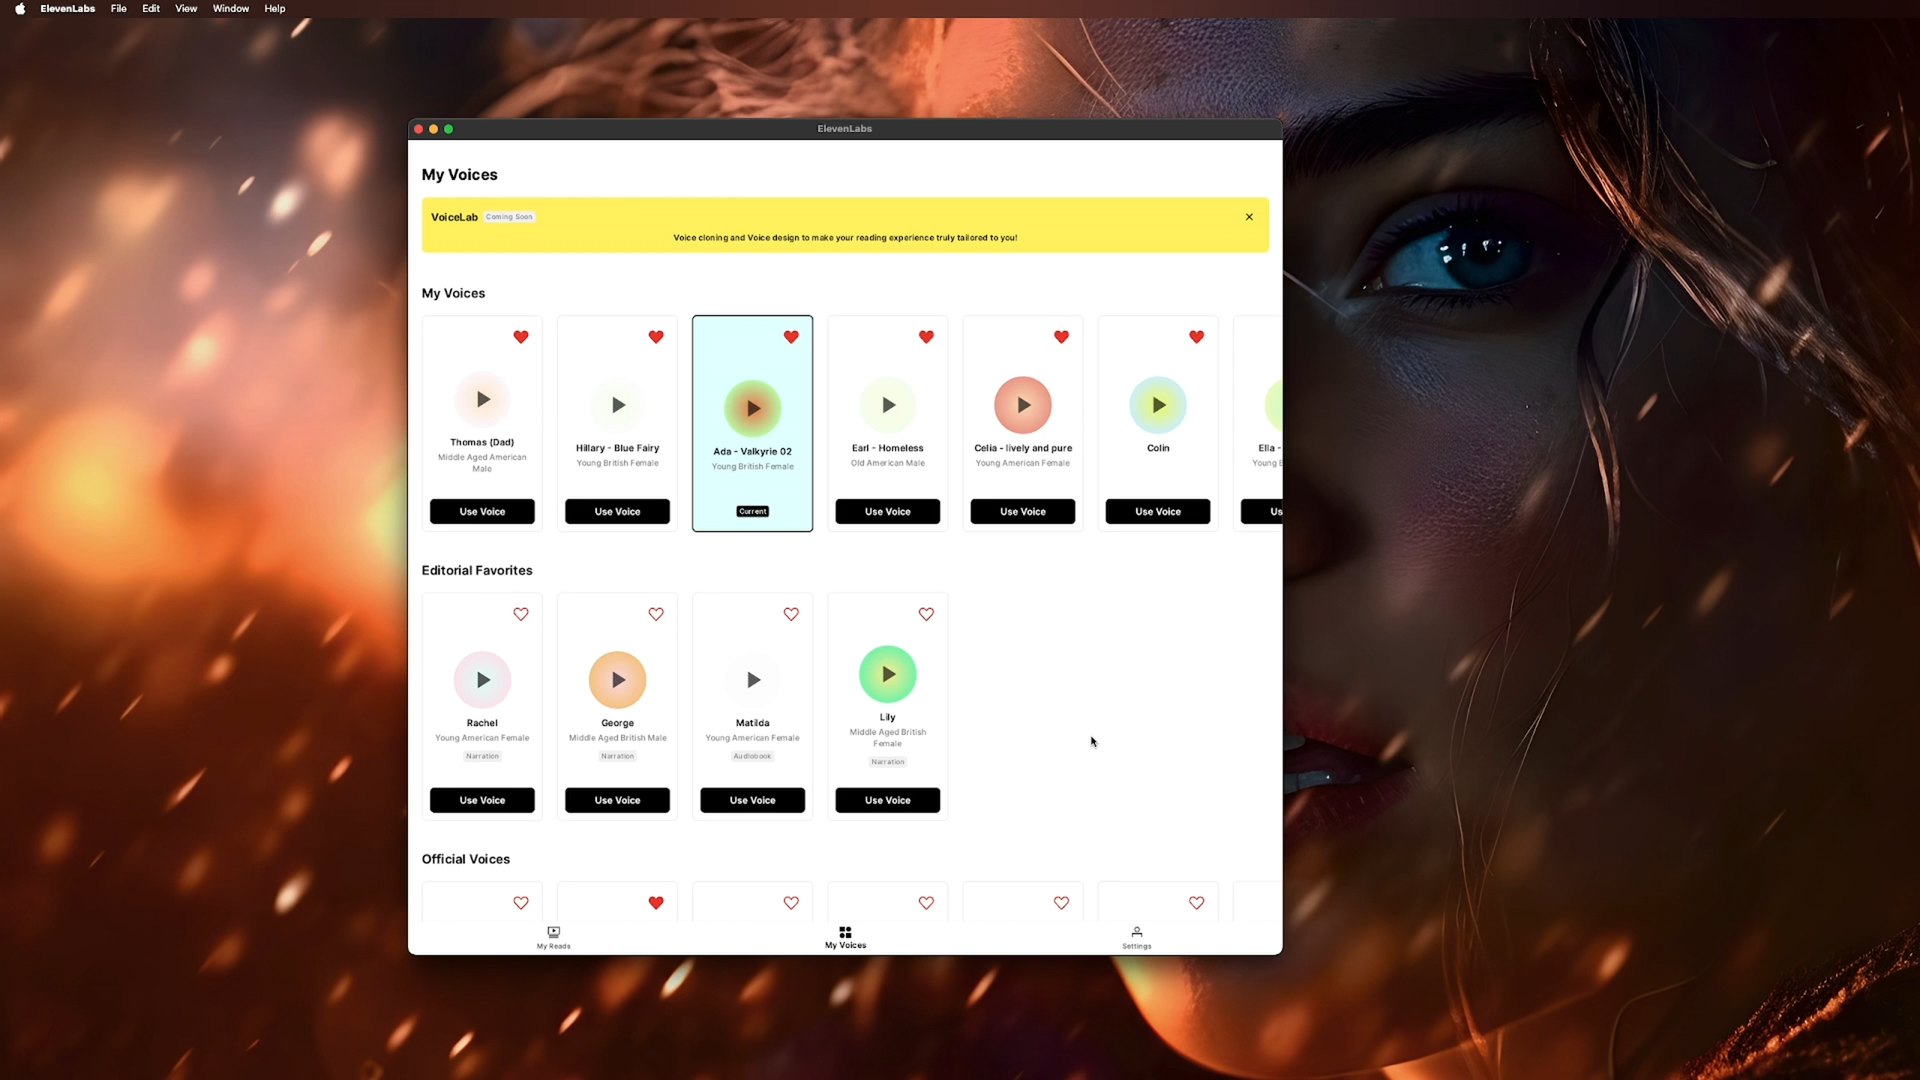 ElevenLabs File Edit View Window Help
ElevenLabs
My Voices
VoiceLab Coming Soon
Voice cloning and Voice design to make your reading experience truly tailored to you!
My Voices
Thomas (Dad)
Middle Aged American
Male
Use Voice
Hillary - Blue Fairy
Young British Female
Use Voice
Ada - Valkyrie 02
Young British Female
Current
Earl - Homeless
Old American Male
Use Voice
Celia - lively and pure
Young American Female
Use Voice
Colin
Use Voice
Ella -
Young
Us
Editorial Favorites
Rachel
Young American Female
Narration
Use Voice
George
Middle Aged British Male
Narration
Use Voice
Matilda
Young American Female
Audiobook
Use Voice
Lily
Middle Aged British
Female
Narration
Use Voice
Official Voices
My Reads
My Voices
Settings